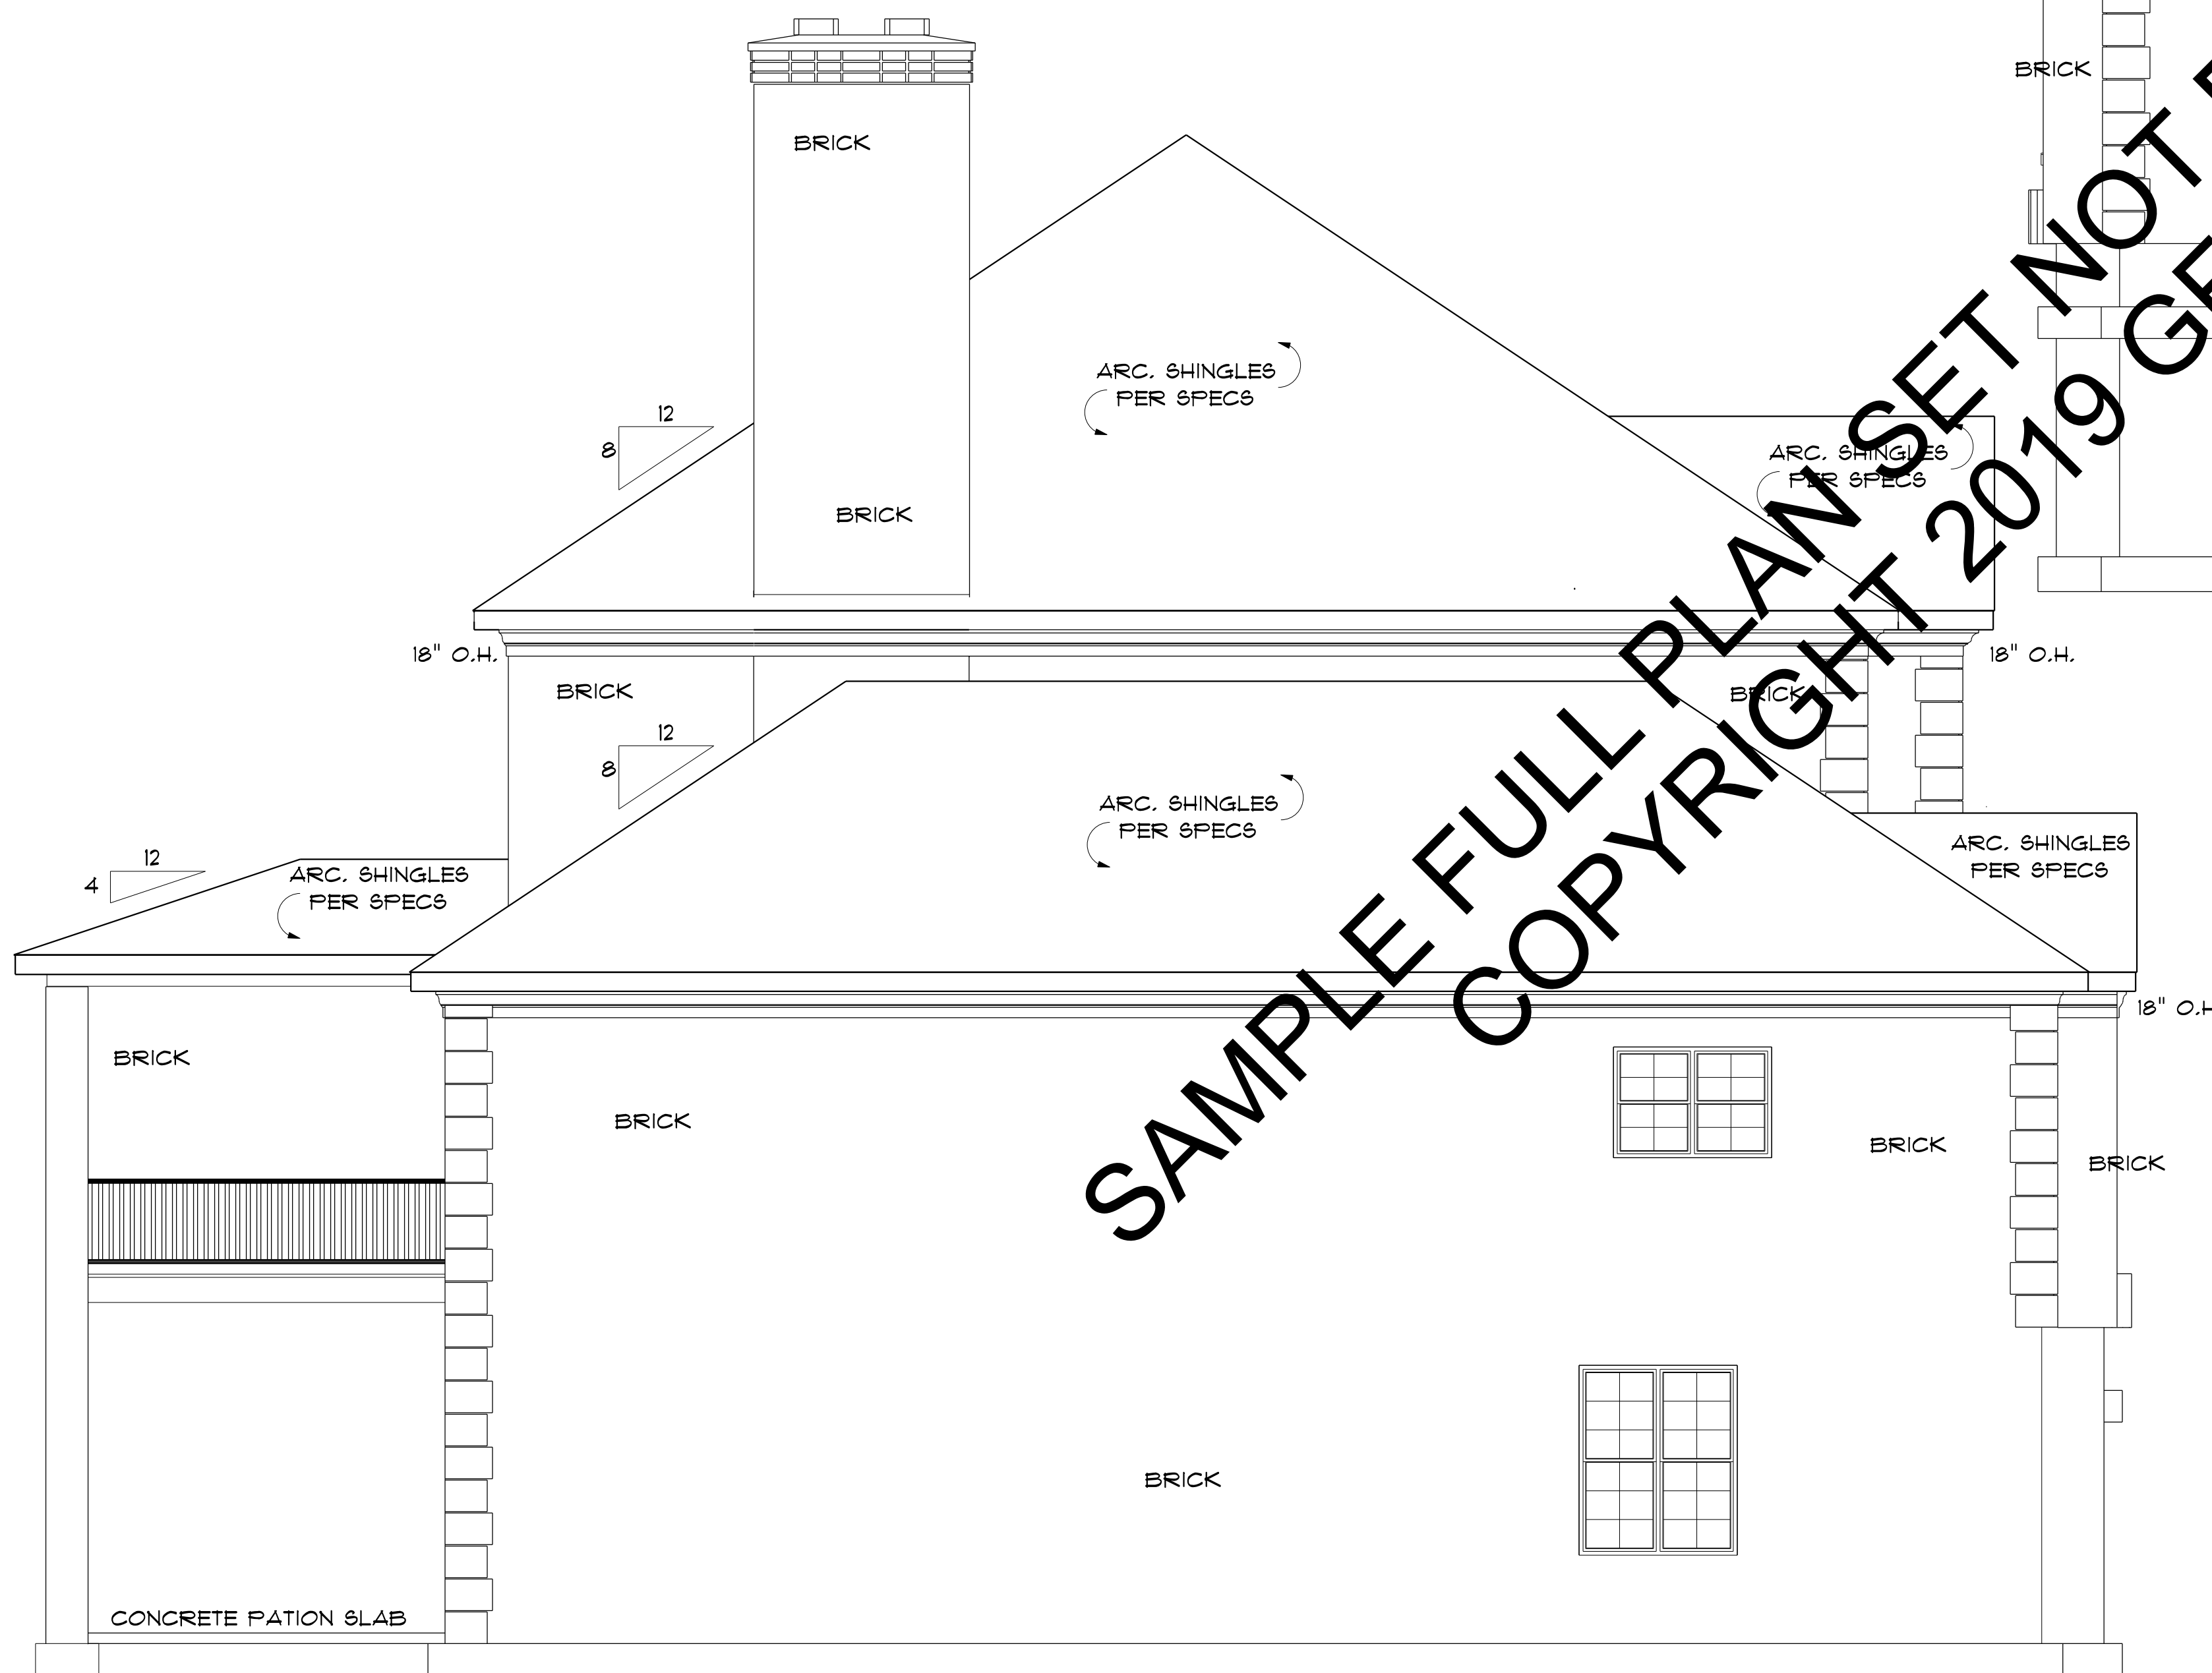 BRICK
BRICK
ARC. SHINGLES
PER SPECS
12
8
ARC. SHINGLES
PER SPECS
BRICK
18" O.H.
18" O.H.
BRICK
BRICK
12
8
ARC. SHINGLES
PER SPECS
12
4
ARC. SHINGLES
PER SPECS
ARC. SHINGLES
PER SPECS
18" O.H
BRICK
BRICK
BRICK
BRICK
BRICK
CONCRETE PATION SLAB
SAMPLE FULL PLAN SET NOT
COPYRIGHT 2019